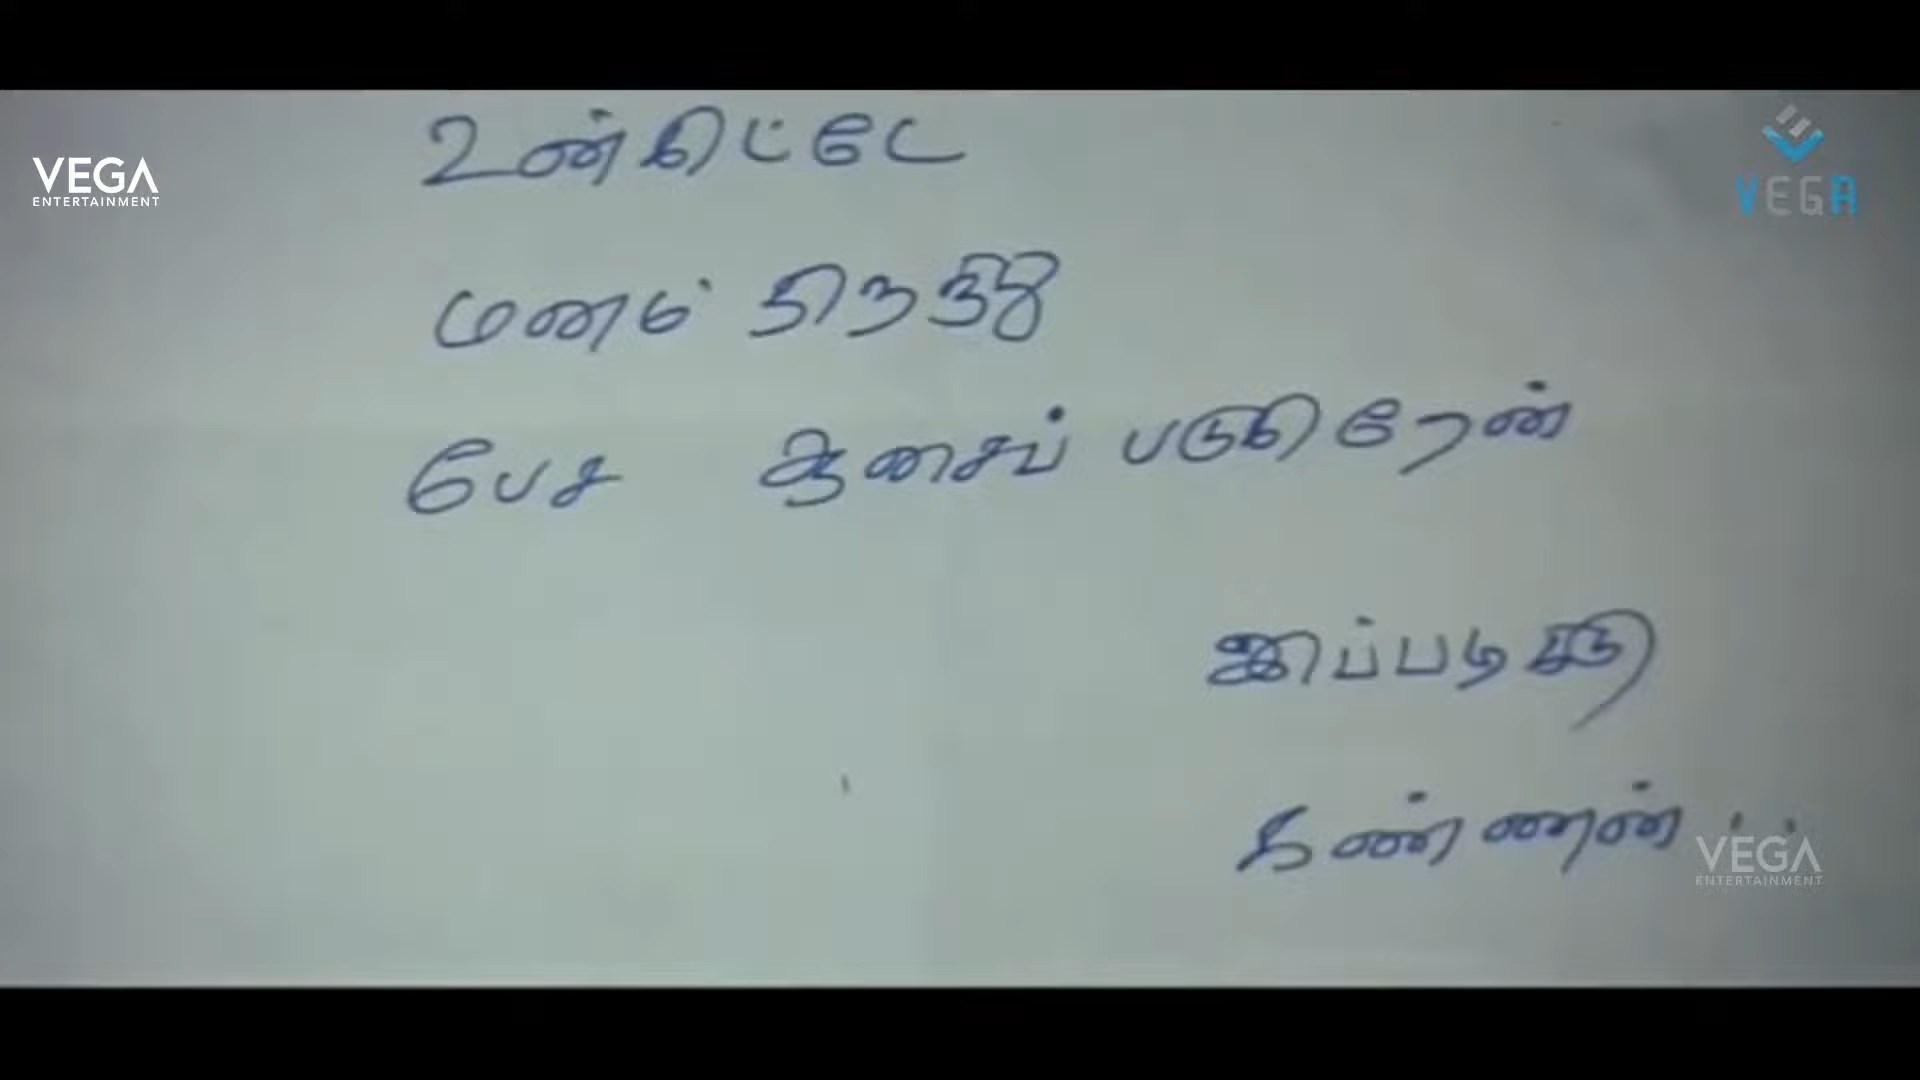 உன்கிட்டே
VEGA
ENTERTAINMENT
VEGA
மனம் திறந்து
பேச ஆசைப் படுகிறேன்
இப்படிக்கு
கண்ணன்
VEGA
ENTERTAINMENT